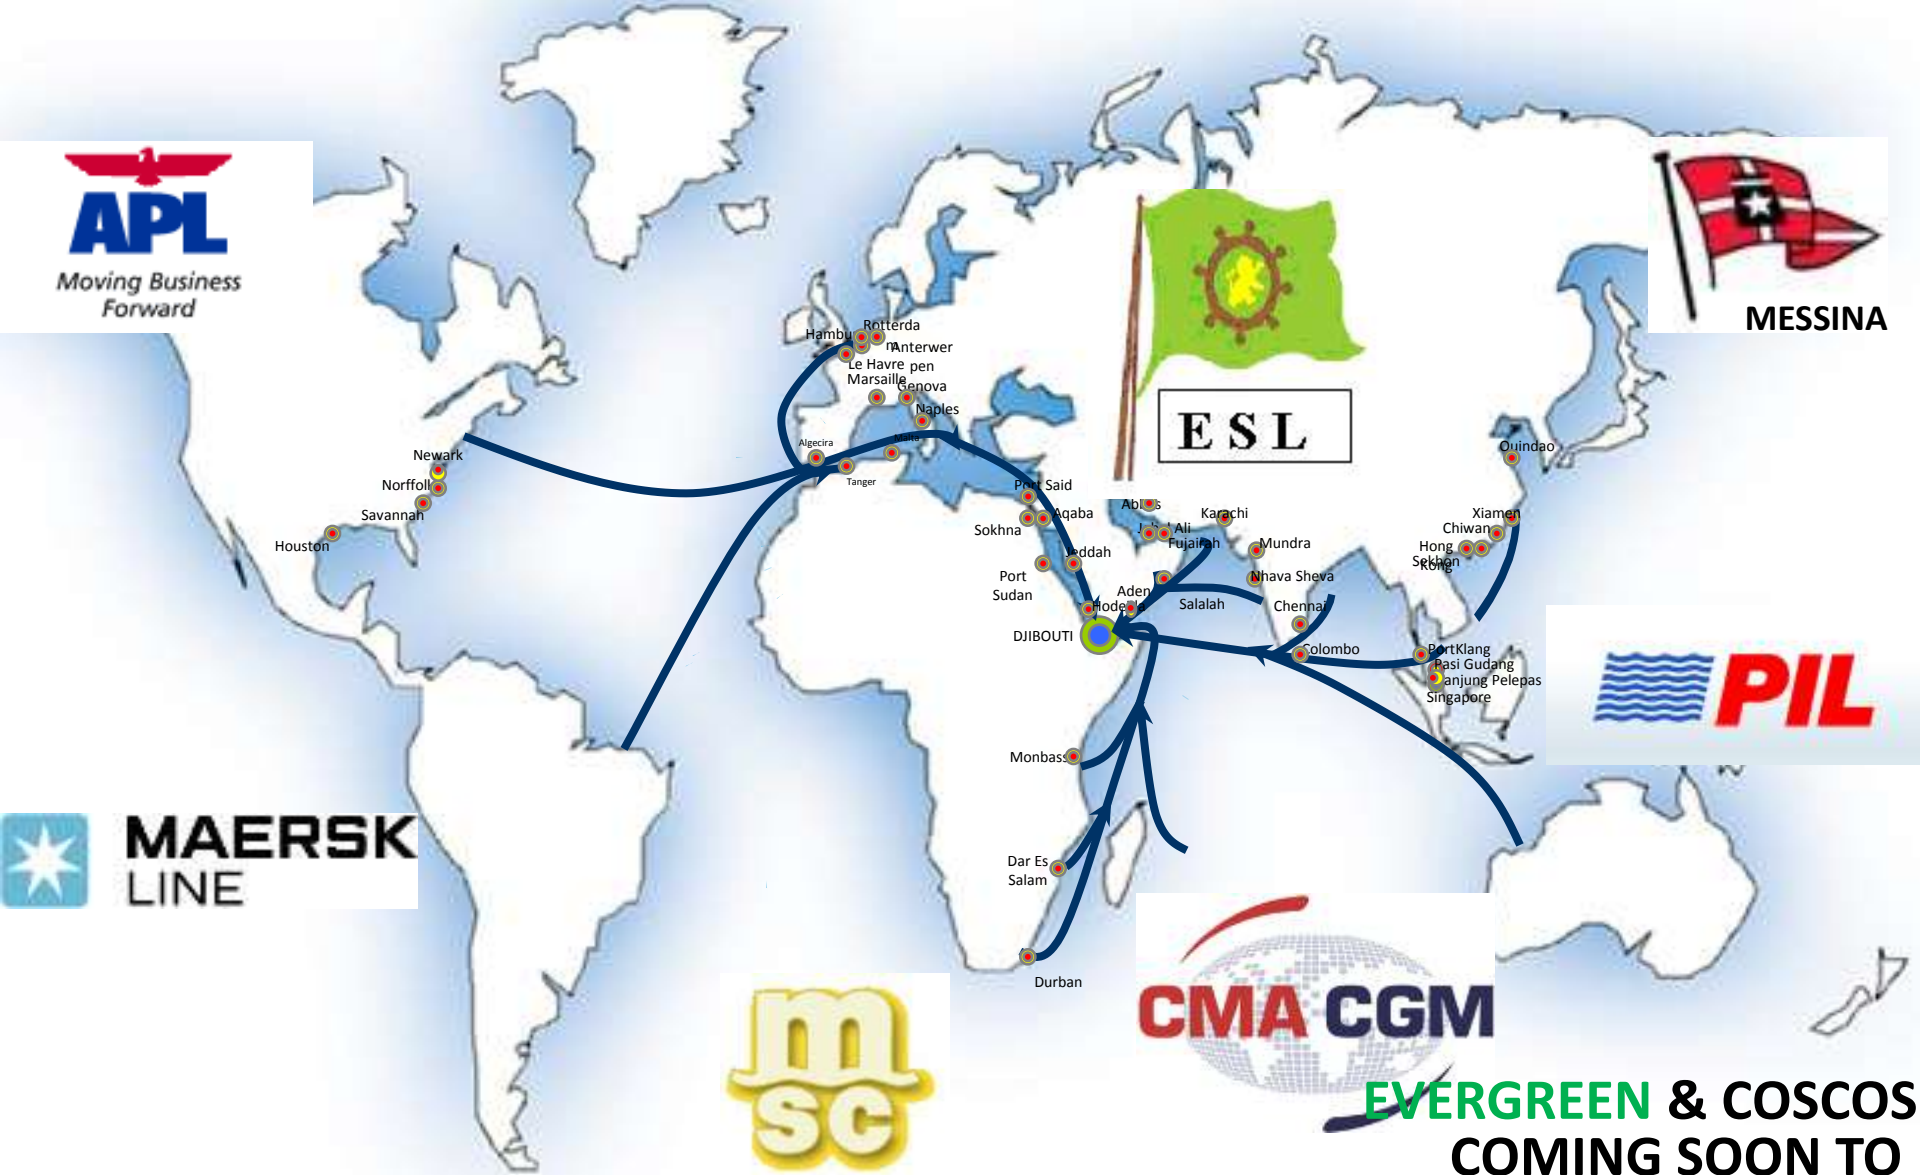 APL
Moving Business
Forward
MESSINA
E S L
Rotterda
m
Hambu
Anterwer
pen
Le Havre
Marsaille
Genova
Naples
Algecira
Malta
Tanger
Newark
Norffoll
Savannah
Houston
Port Said
Sokhna
Aqaba
Jeddah
Port
Sudan
Aden
DJIBOUTI
Karachi
Fujairah
Mundra
Nhava Sheva
Salalah
Chennai
Colombo
Quindao
Xiamen
Chiwan
Hong
Kong
PortKlang
Pasi Gudang
anjung Pelepas
Singapore
PIL
Monbass
Dar Es
Salam
Durban
MAERSK
LINE
msc
CMA CGM
EVERGREEN & COSCOS
COMING SOON TO